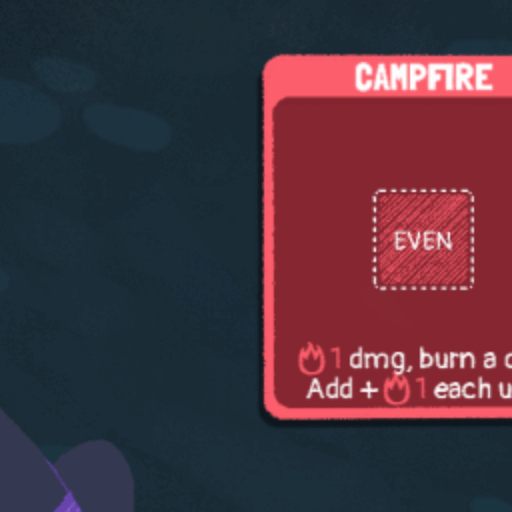 CAMPFIRE
EVEN
1 dmg, burn a
Add + 1 each